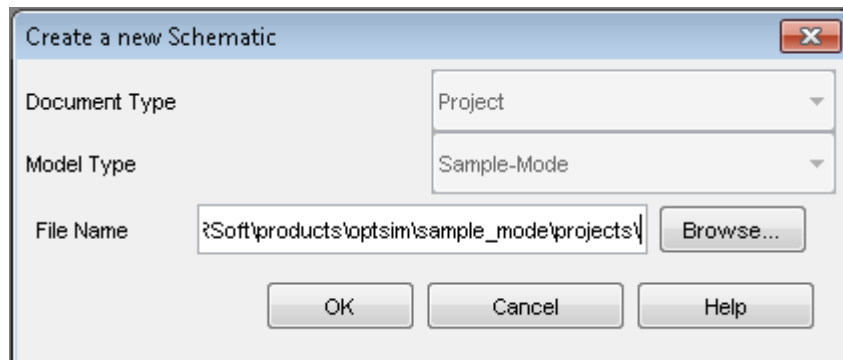 Create a new Schematic
Document Type Project
Model Type Sample-Mode
File Name RSoft\products\optsim\sample_mode\projects\
Browse...
OK Cancel Help